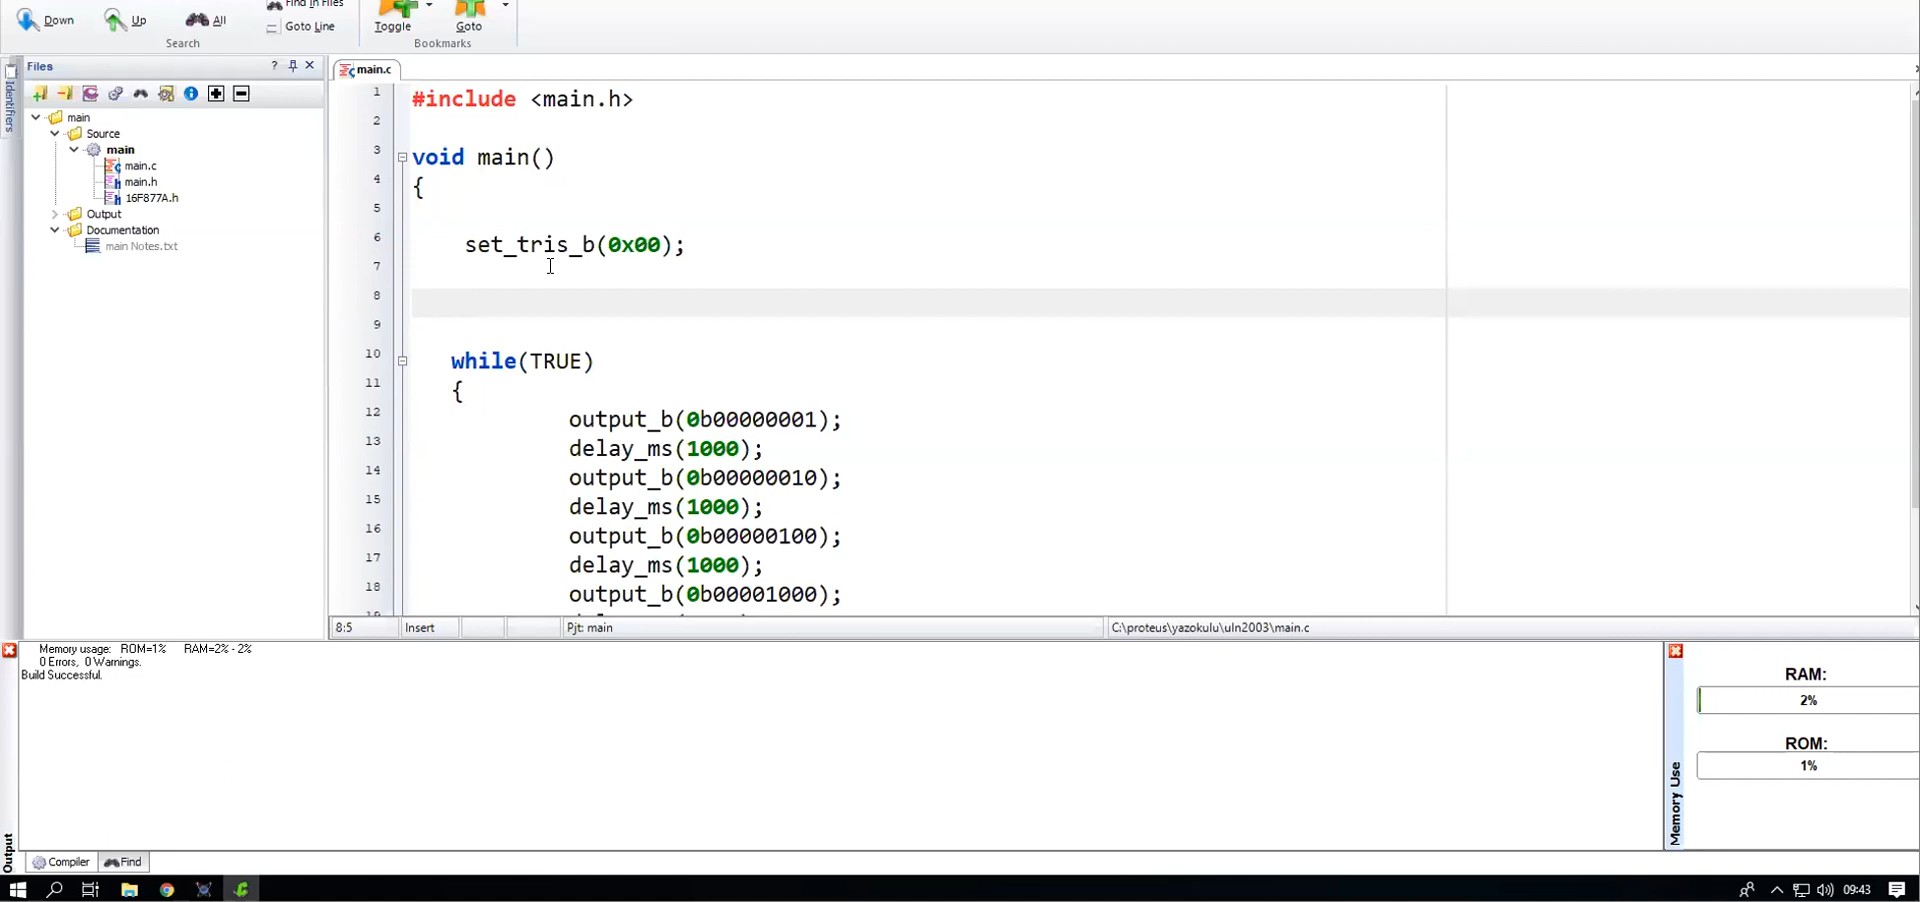 Down Up All
Find In Files
Goto Line
Search
Toggle Goto
Bookmarks
Files ?
Identifiers
main
Source
main
main.c
main.h
16F877A.h
Output
Documentation
main Notes.txt
main.c
1 #include <main.h>
2
3 void main()
4 {
5
6 set_tris_b(0x00);
7
8
9
10 while(TRUE)
11 {
12 output_b(0b00000001);
13 delay_ms(1000);
14 output_b(0b00000010);
15 delay_ms(1000);
16 output_b(0b00000100);
17 delay_ms(1000);
18 output_b(0b00001000);
19
8:5 Insert Pjt: main C:\proteus\yazokulu\uln2003\main.c
Memory usage: ROM=1% RAM=2% - 2%
0 Errors, 0 Warnings.
Build Successful.
Output
Compiler Find
Memory Use
RAM:
2%
ROM:
1%
09:43